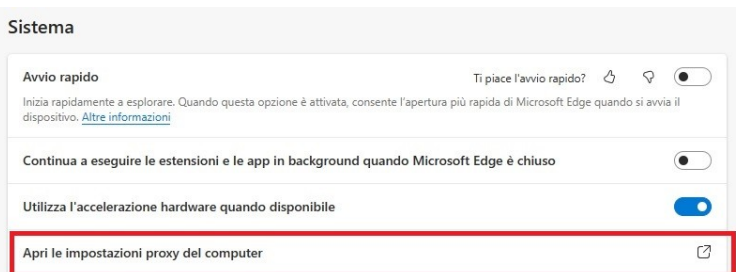 Sistema
Avvio rapido
Ti piace l'avvio rapido?
Inizia rapidamente a esplorare. Quando questa opzione è attivata, consente l'apertura più rapida di Microsoft Edge quando si avvia il
dispositivo. Altre informazioni
Continua a eseguire le estensioni e le app in background quando Microsoft Edge è chiuso
Utilizza l'accelerazione hardware quando disponibile
Apri le impostazioni proxy del computer